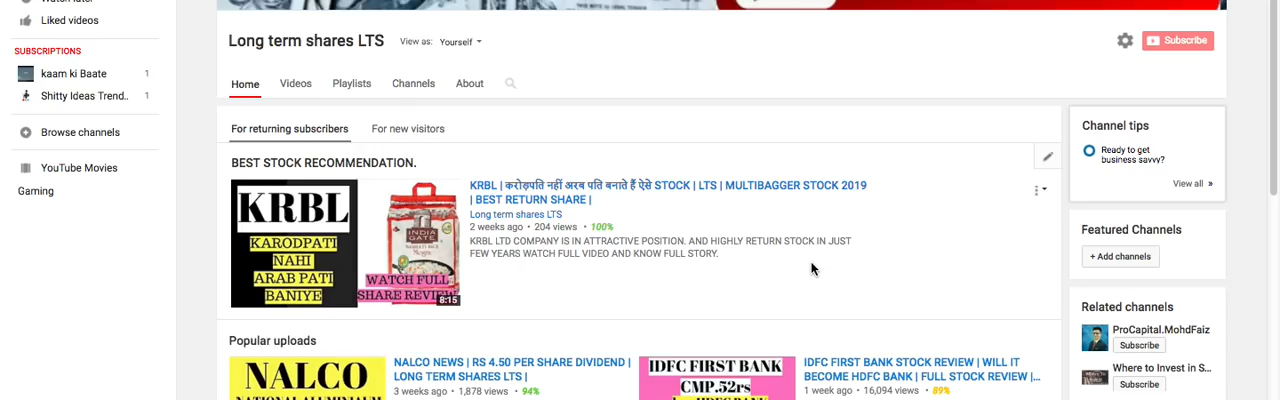 Liked videos
SUBSCRIPTIONS
kaam ki Baate 1
Shitty Ideas Trend.. 1
Browse channels
YouTube Movies
Gaming
Long term shares LTS
View as: Yourself
Subscribe
Home Videos Playlists Channels About
For returning subscribers For new visitors
BEST STOCK RECOMMENDATION.
KRBL
KARODPATI
NAHI
ARAB PATI
BANIYE
INDIA
GATE
WATCH FULL
SHARE REVIEW
8:15
KRBL | करोड़पति नहीं अरब पति बनाते हैं ऐसे STOCK | LTS | MULTIBAGGER STOCK 2019
| BEST RETURN SHARE |
Long term shares LTS
2 weeks ago • 204 views • 100%
KRBL LTD COMPANY IS IN ATTRACTIVE POSITION. AND HIGHLY RETURN STOCK IN JUST
FEW YEARS WATCH FULL VIDEO AND KNOW FULL STORY.
Popular uploads
NALCO
NALCO NEWS | RS 4.50 PER SHARE DIVIDEND |
LONG TERM SHARES LTS |
3 weeks ago • 1,878 views • 94%
IDFC FIRST BANK
CMP.52rs
IDFC FIRST BANK STOCK REVIEW | WILL IT
BECOME HDFC BANK | FULL STOCK REVIEW |...
1 week ago • 16,094 views • 89%
Channel tips
Ready to get
business savvy?
View all »
Featured Channels
+ Add channels
Related channels
ProCapital.MohdFaiz
Subscribe
Where to Invest in S...
Subscribe